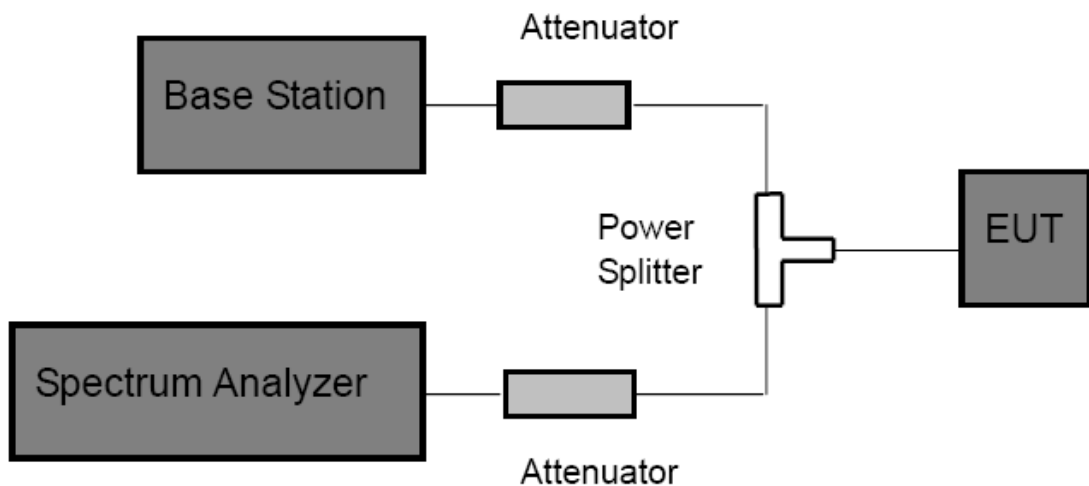 Attenuator
Base Station
Power
Splitter
EUT
Spectrum Analyzer
Attenuator